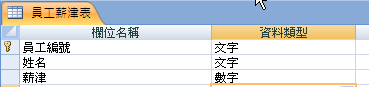 員工薪津表
欄位名稱 資料類型
員工編號 文字
姓名 文字
薪津 數字